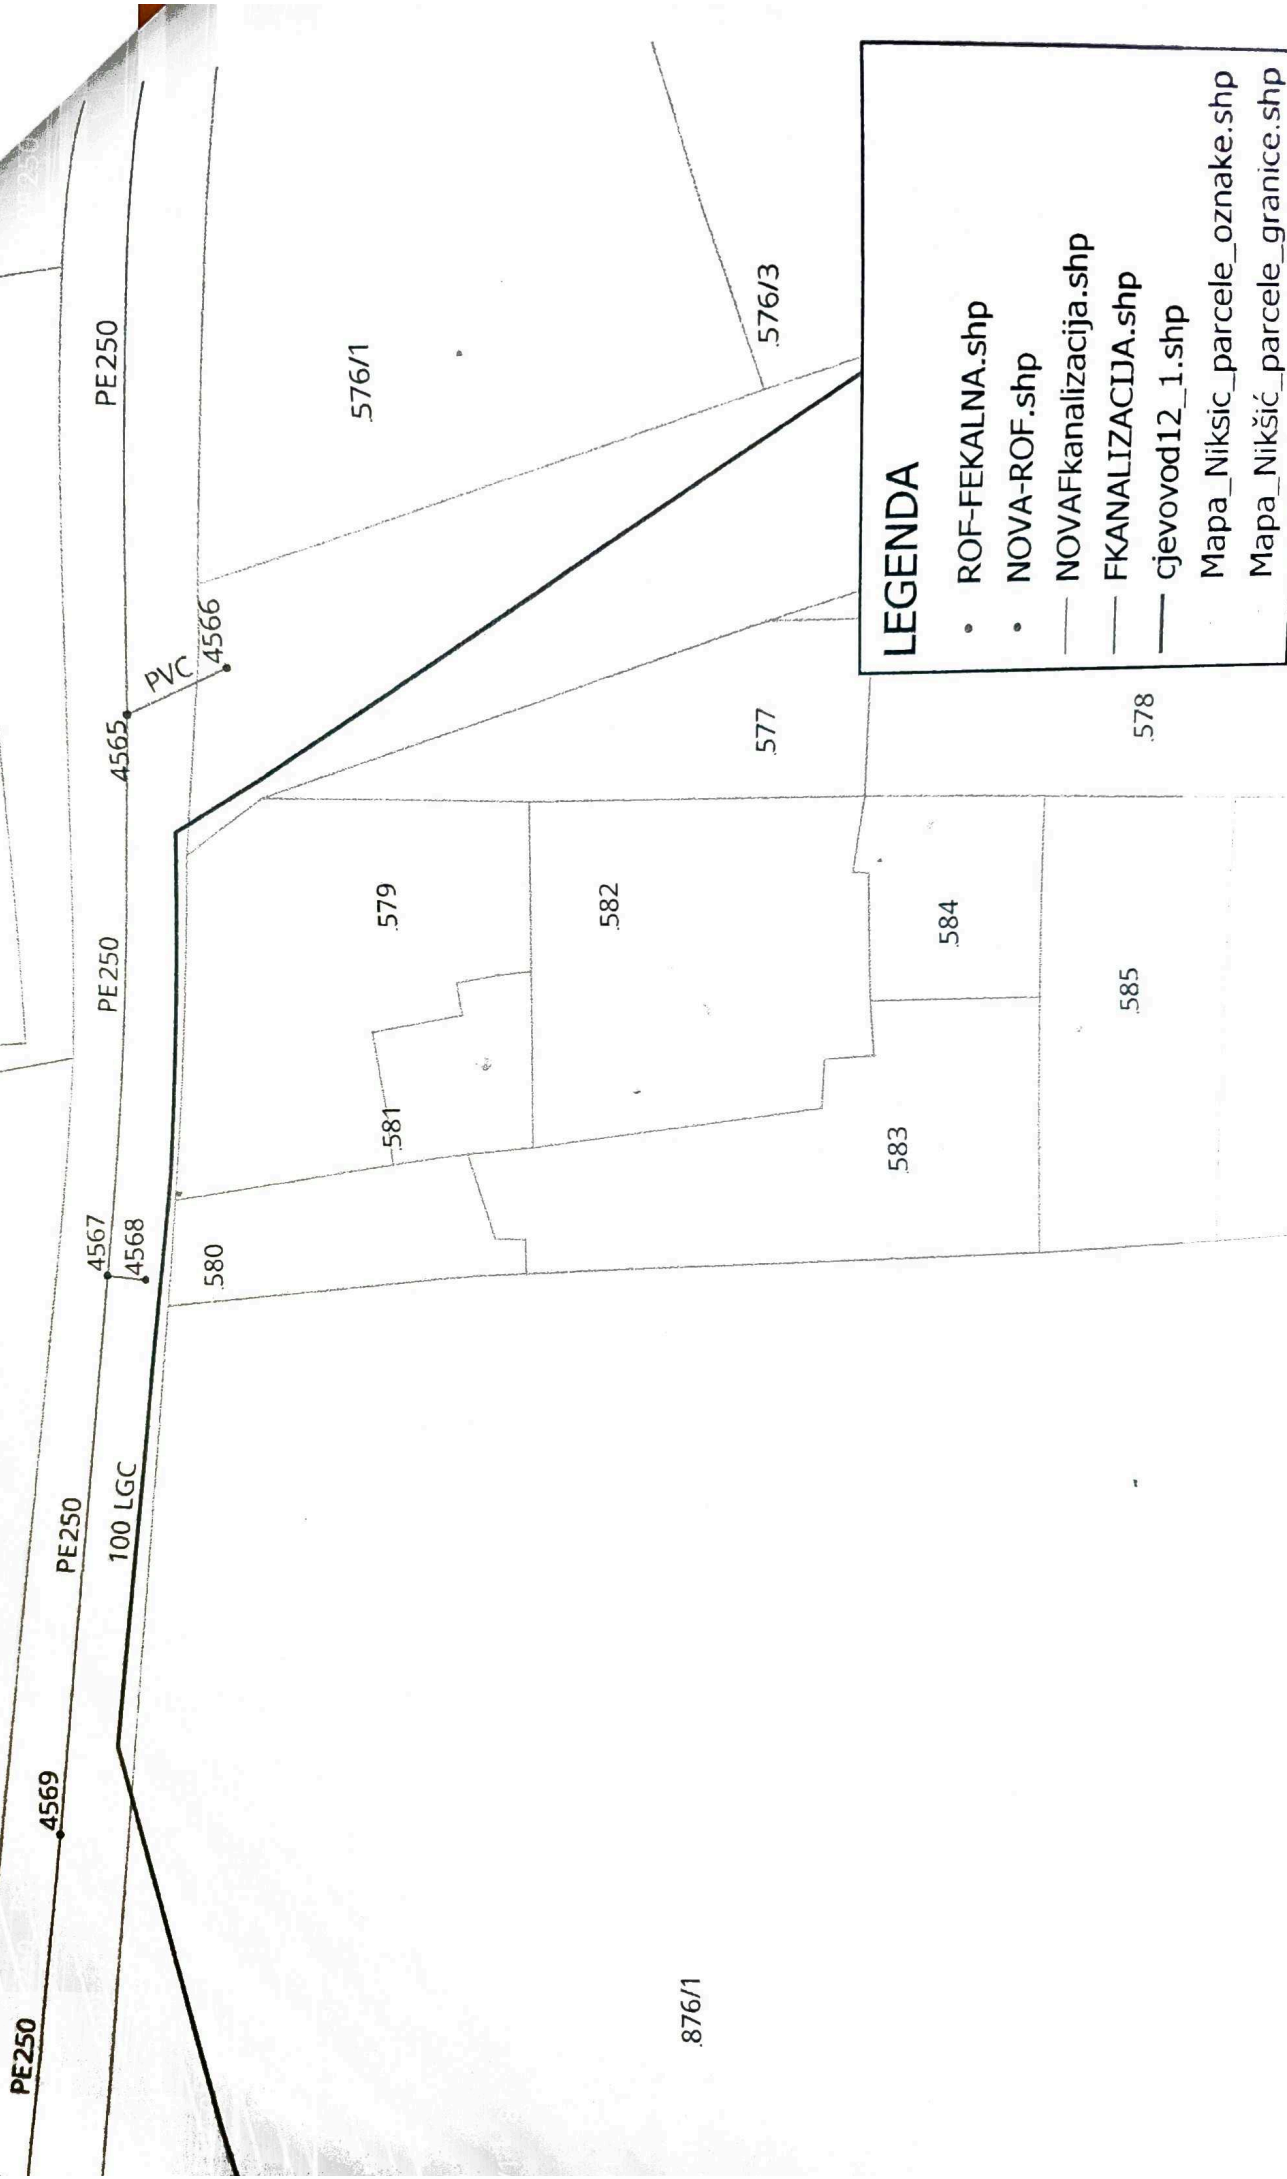 PE250
4569
PE250
100 LGC
4567
4568
PE250
4565
PVC
4566
PE250
.576/1
.576/3
.577
.578
.579
.580
.581
.582
.583
.584
.585
.876/1
LEGENDA
ROF-FEKALNA.shp
NOVA-ROF.shp
NOVAFkanalizacija.shp
FKANALIZACIJA.shp
cjevovod12_1.shp
Mapa_Niksic_parcele_oznake.shp
Mapa_Nikšić_parcele_granice.shp